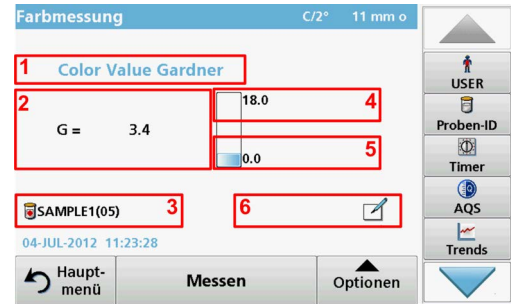 Farbmessung C/2° 11 mm o
1 Color Value Gardner
2 18.0 4
G = 3.4
5
0.0
SAMPLE1(05) 3 6
04-JUL-2012 11:23:28
Haupt-
menü
Messen
Optionen
USER
Proben-ID
Timer
AQS
Trends